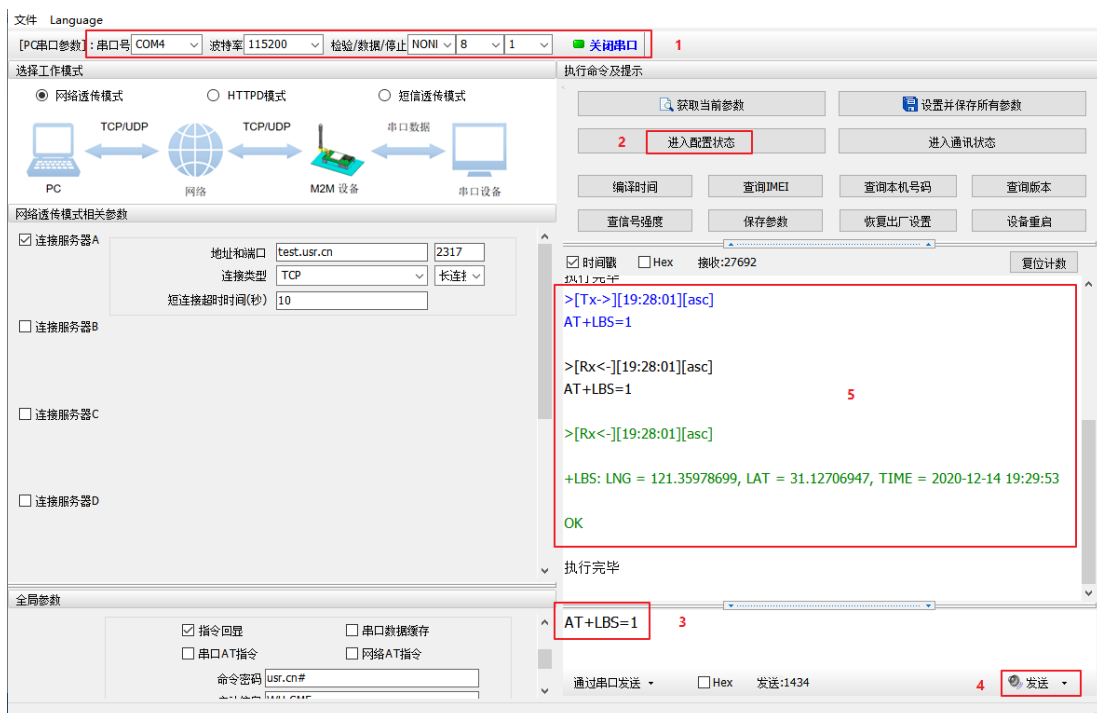 文件 Language
[PC串口参数]：串口号 COM4 波特率 115200 检验/数据/停止 NONI 8 1 关闭串口 1
选择工作模式
网络透传模式 HTTPD模式 短信透传模式
TCP/UDP TCP/UDP 串口数据
PC 网络 M2M 设备 串口设备
网络透传模式相关参数
连接服务器A
地址和端口 test.usr.cn 2317
连接类型 TCP 长连接
短连接超时时间(秒) 10
连接服务器B
连接服务器C
连接服务器D
全局参数
指令回显 串口数据缓存
串口AT指令 网络AT指令
命令密码 usr.cn#
执行命令及提示
获取当前参数 设置并保存所有参数
2 进入配置状态 进入通讯状态
编译时间 查询IMEI 查询本机号码 查询版本
查信号强度 保存参数 恢复出厂设置 设备重启
时间戳 Hex 接收:27692 复位计数
执行完毕
>[Tx->][19:28:01][asc]
AT+LBS=1
>[Rx<-][19:28:01][asc]
AT+LBS=1
5
>[Rx<-][19:28:01][asc]
+LBS: LNG = 121.35978699, LAT = 31.12706947, TIME = 2020-12-14 19:29:53
OK
执行完毕
AT+LBS=1 3
通过串口发送 Hex 发送:1434 4 发送